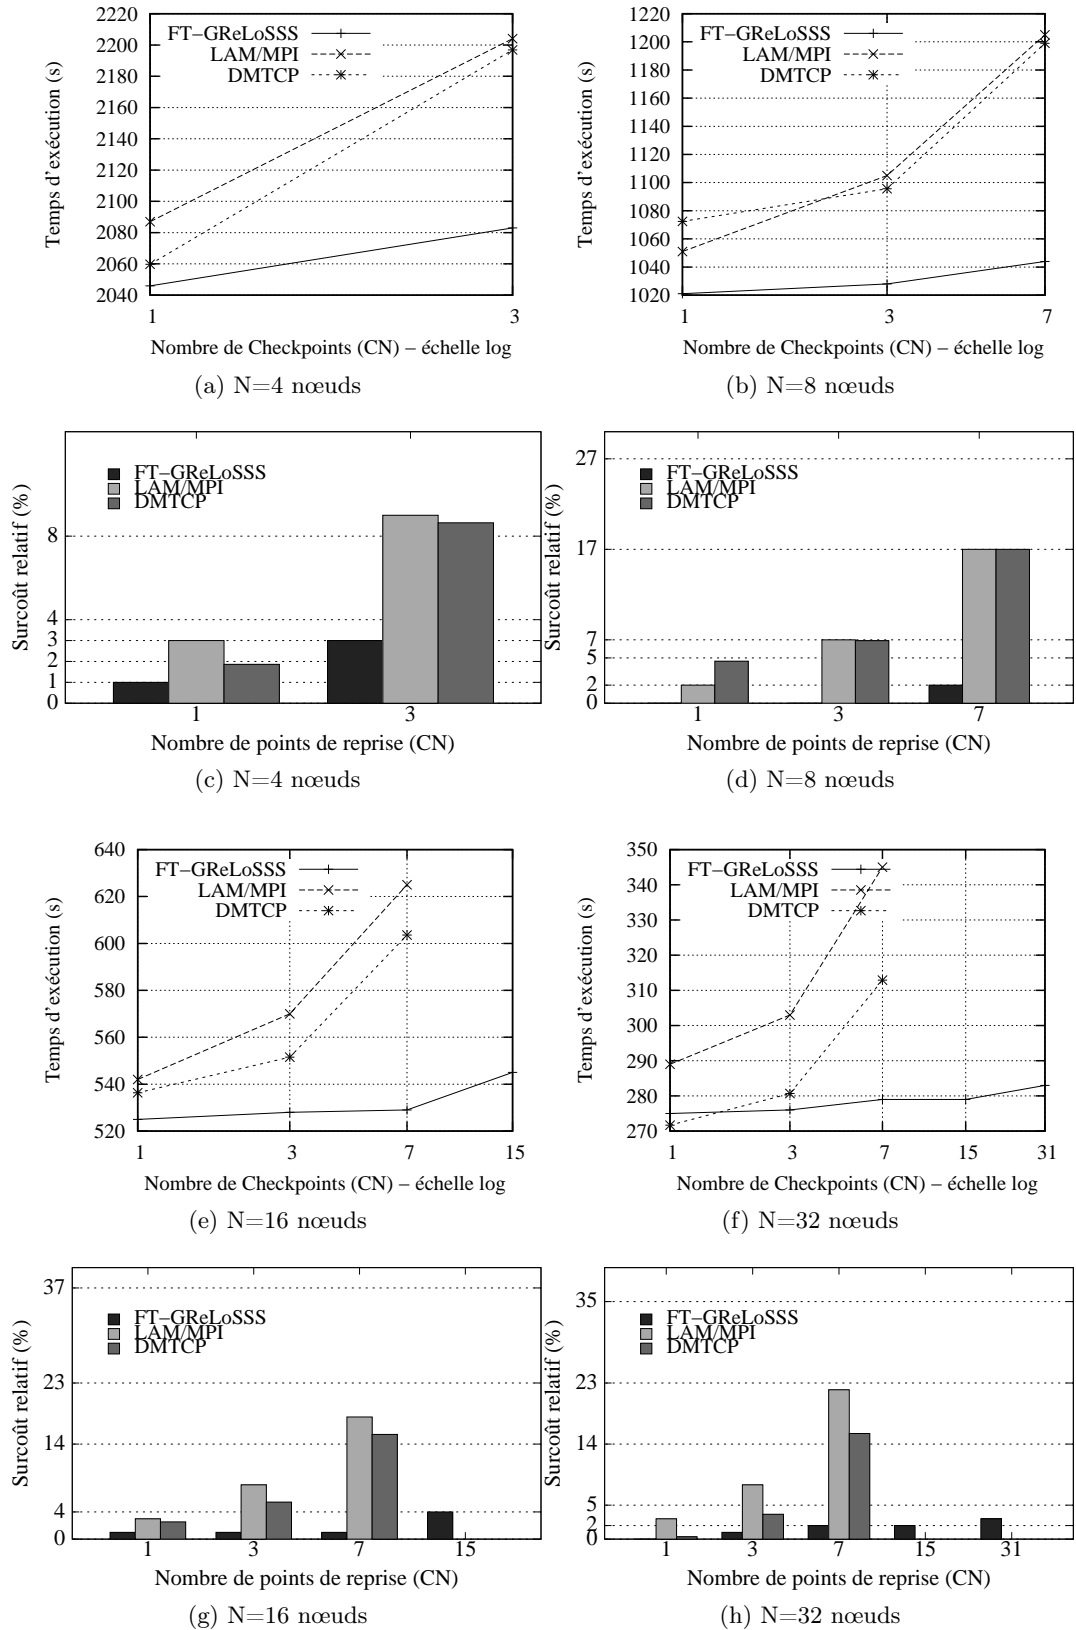 2220
2200
2180
2160
2140
2120
2100
2080
2060
2040
Temps d'exécution (s)
FT−GReLoSSS
LAM/MPI
DMTCP
1 3
Nombre de Checkpoints (CN) – échelle log
(a) N=4 nœuds
1220
1200
1180
1160
1140
1120
1100
1080
1060
1040
1020
Temps d'exécution (s)
FT−GReLoSSS
LAM/MPI
DMTCP
1 3 7
Nombre de Checkpoints (CN) – échelle log
(b) N=8 nœuds
8
4
3
2
1
0
Surcoût relatif (%)
FT−GReLoSSS
LAM/MPI
DMTCP
1 3
Nombre de points de reprise (CN)
(c) N=4 nœuds
27
17
7
5
2
0
Surcoût relatif (%)
FT−GReLoSSS
LAM/MPI
DMTCP
1 3 7
Nombre de points de reprise (CN)
(d) N=8 nœuds
640
620
600
580
560
540
520
Temps d'exécution (s)
FT−GReLoSSS
LAM/MPI
DMTCP
1 3 7 15
Nombre de Checkpoints (CN) – échelle log
(e) N=16 nœuds
350
340
330
320
310
300
290
280
270
Temps d'exécution (s)
FT−GReLoSSS
LAM/MPI
DMTCP
1 3 7 15 31
Nombre de Checkpoints (CN) – échelle log
(f) N=32 nœuds
37
23
14
4
0
Surcoût relatif (%)
FT−GReLoSSS
LAM/MPI
DMTCP
1 3 7 15
Nombre de points de reprise (CN)
(g) N=16 nœuds
35
23
14
5
2
0
Surcoût relatif (%)
FT−GReLoSSS
LAM/MPI
DMTCP
1 3 7 15 31
Nombre de points de reprise (CN)
(h) N=32 nœuds